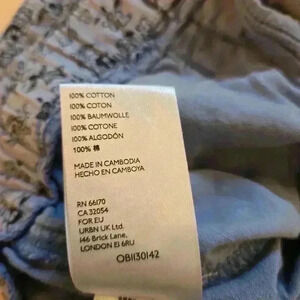 100% COTTON
100% COTON
100% BAUMWOLLE
100% COTONE
100% ALGODÓN
100% 棉
MADE IN CAMBODIA
HECHO EN CAMBOYA
RN 66170
CA 32054
FOR EU
URBN UK Ltd.
146 Brick Lane,
LONDON E1 6RU
OB1130142